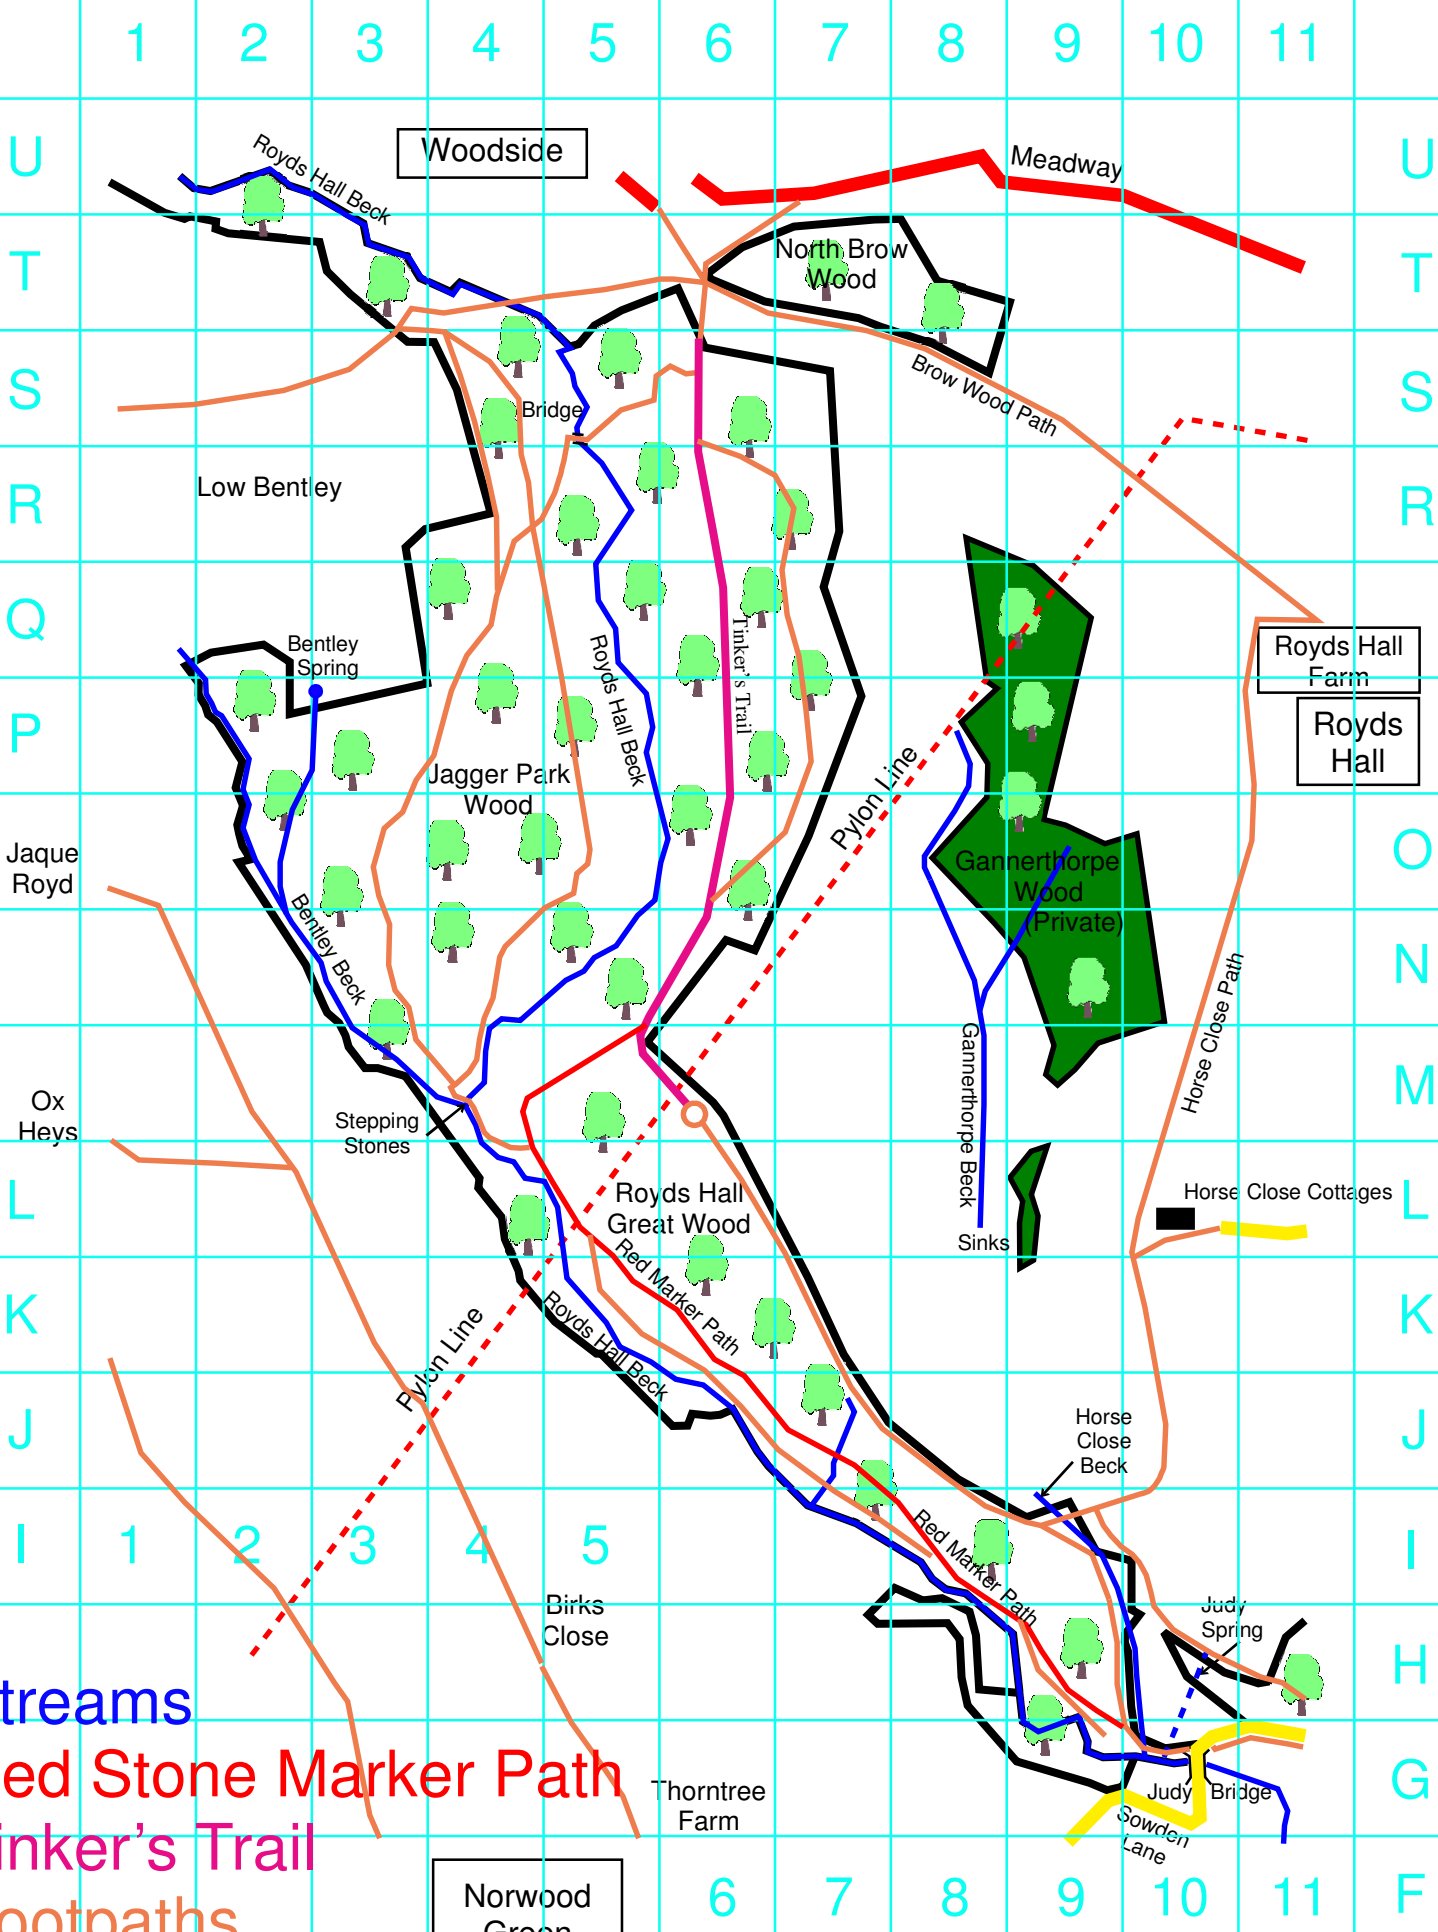 1 2 3 4 5 6 7 8 9 10 11
U Woodside Meadway U
Royds Hall Beck
T North Brow T
Wood
S Brow Wood Path S
Bridge
R Low Bentley R
Q Bentley Q
Spring
Tinker's Trail
Royds Hall Beck
Royds Hall
Farm
P Royds P
Hall
Jagger Park
Wood
Pylon Line
O Gannerthorpe O
Wood
(Private)
Jaque
Royd
Bentley Beck
N Horse Close Path N
Gannerthorpe Beck
M M
Ox
Heys
Stepping
Stones
L Royds Hall L
Great Wood
Horse Close Cottages
Sinks
Red Marker Path
K Royds Hall Beck K
Pylon Line
J Horse J
Close
Beck
I 1 2 3 4 5 I
Red Marker Path
Birks
Close
Judy
Spring
H
treams
ed Stone Marker Path G
Thorntree
Farm
Judy Bridge
Sowden
Lane
inker's Trail
ootpaths
Norwood
Green
6 7 8 9 10 11 F